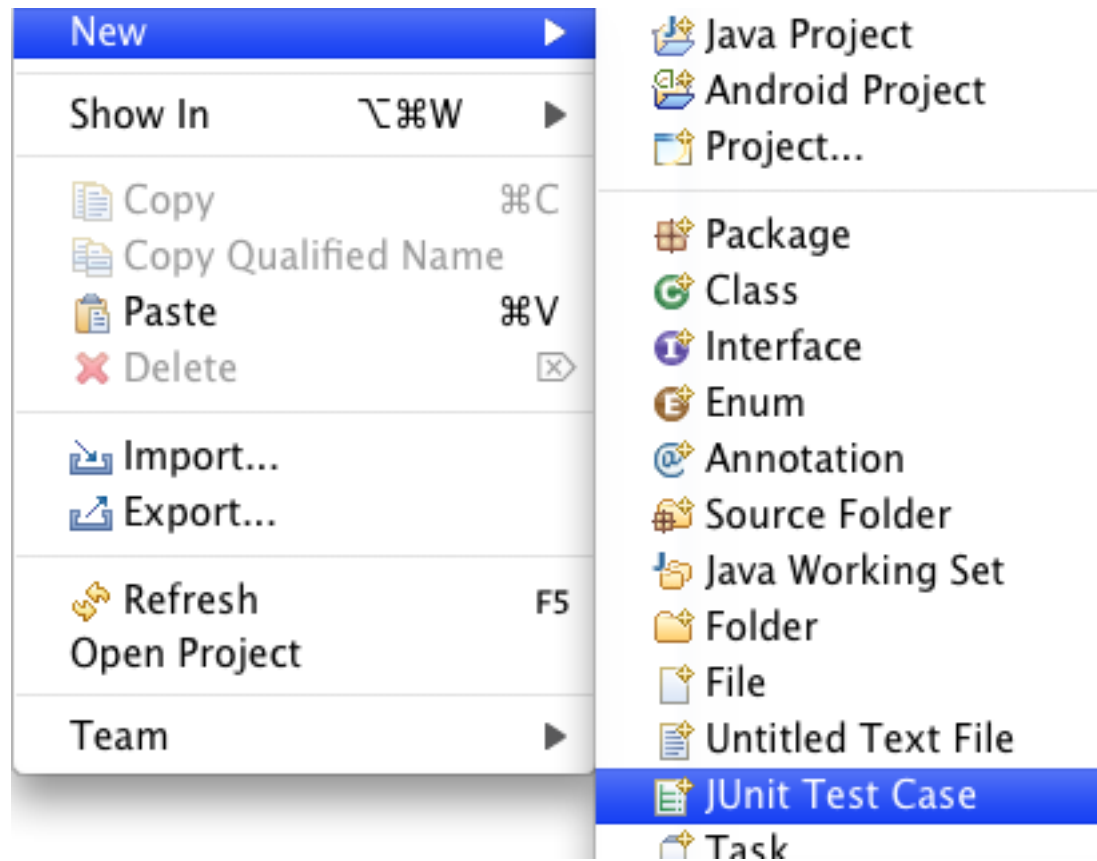 New
Show In ⌥⌘W
Copy ⌘C
Copy Qualified Name
Paste ⌘V
Delete ⌦
Import...
Export...
Refresh F5
Open Project
Team
Java Project
Android Project
Project...
Package
Class
Interface
Enum
Annotation
Source Folder
Java Working Set
Folder
File
Untitled Text File
JUnit Test Case
Task